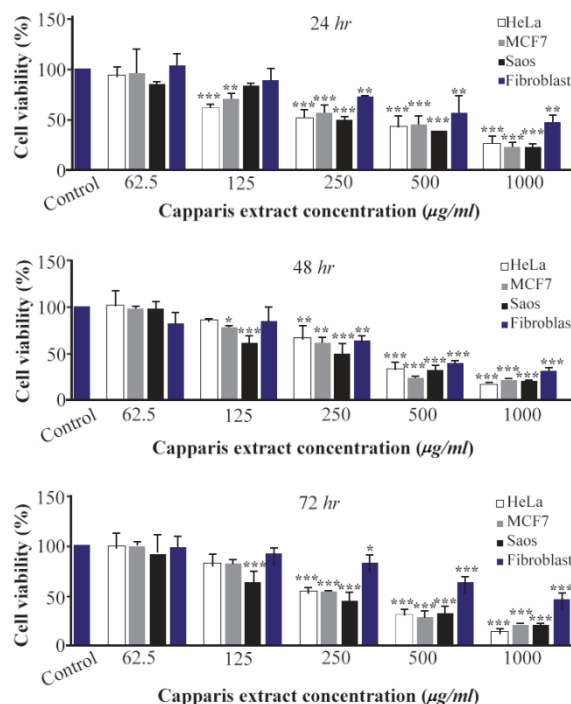 24 hr
HeLa
MCF7
Saos
Fibroblast
Cell viability (%)
150
100
50
0
*** **
** *** *** **
*** *** *** **
*** *** *** **
Control 62.5 125 250 500 1000
Capparis extract concentration (µg/ml)
48 hr
HeLa
MCF7
Saos
Fibroblast
Cell viability (%)
150
100
50
0
* ***
** ** *** **
*** *** *** ***
*** *** *** ***
Control 62.5 125 250 500 1000
Capparis extract concentration (µg/ml)
72 hr
HeLa
MCF7
Saos
Fibroblast
Cell viability (%)
150
100
50
0
***
*** *** *** *
*** *** *** ***
*** *** *** ***
Control 62.5 125 250 500 1000
Capparis extract concentration (µg/ml)